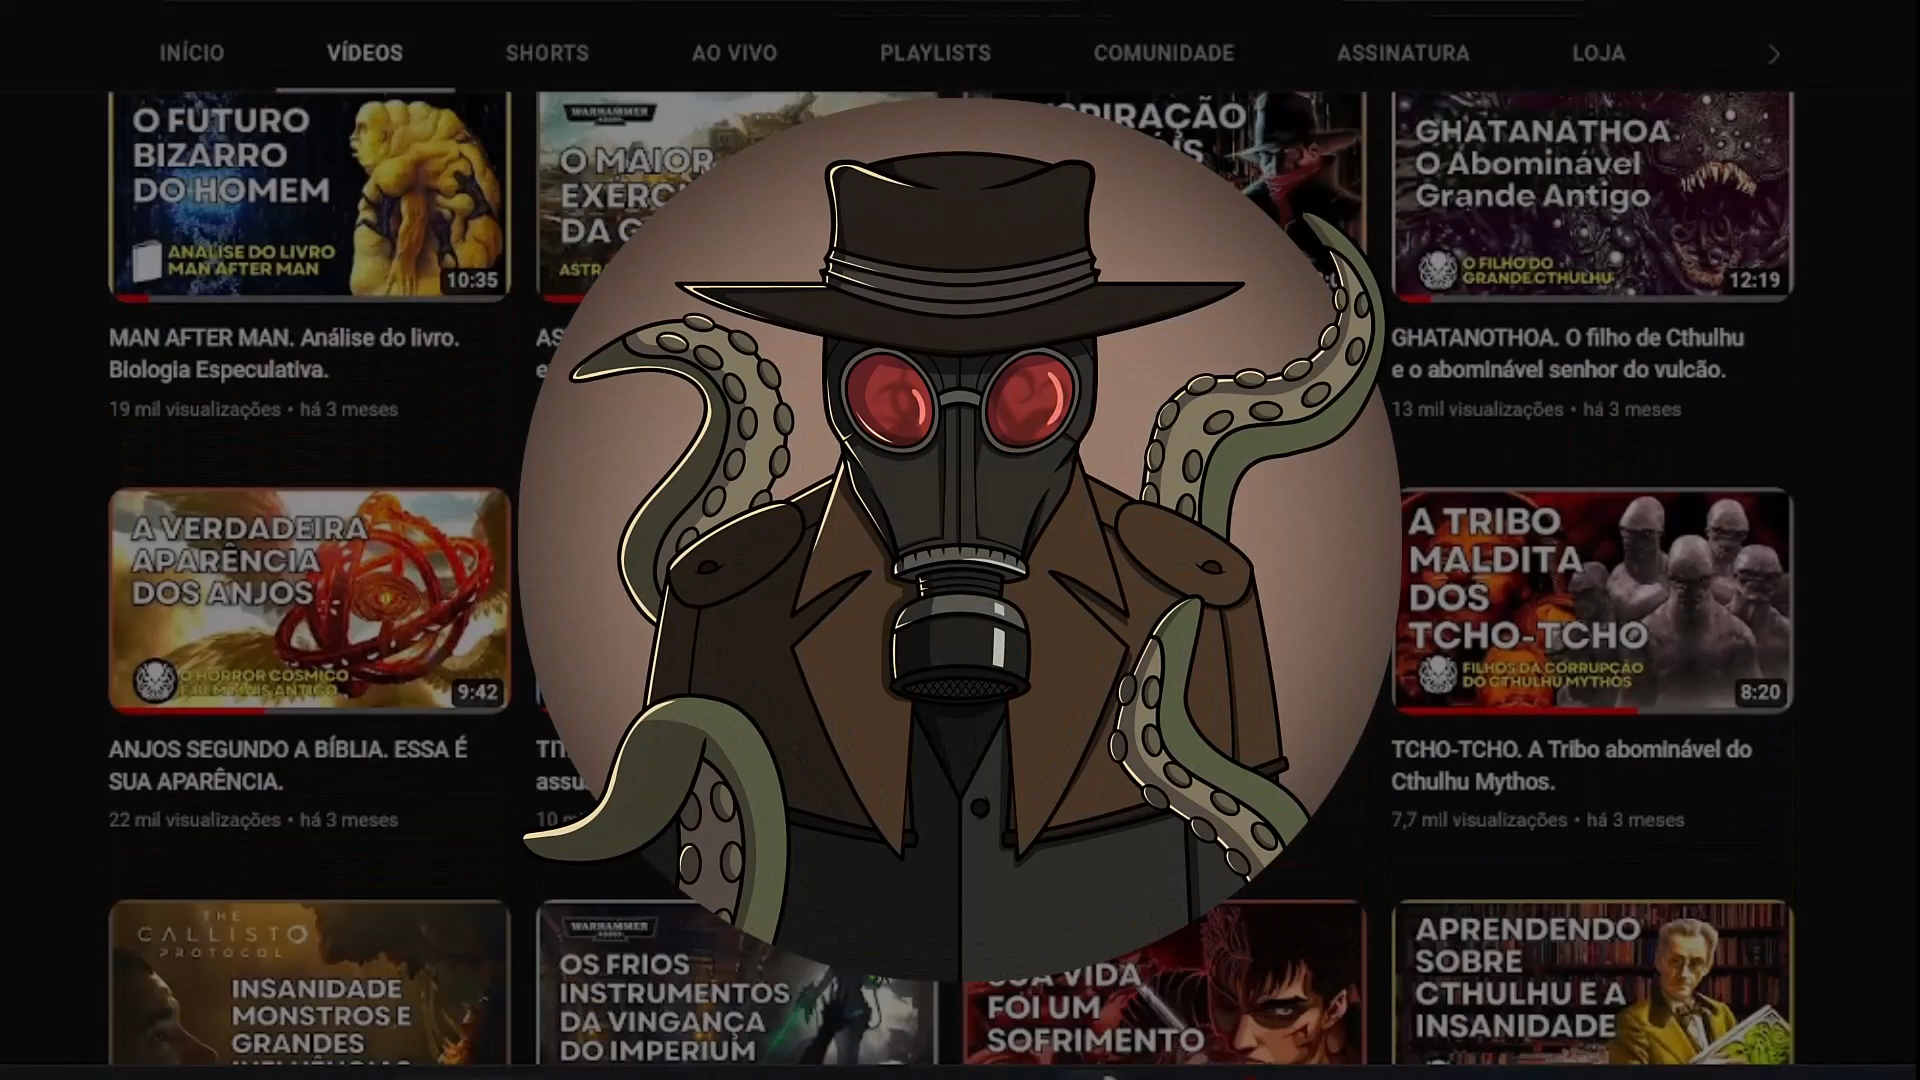 INÍCIO VÍDEOS SHORTS AO VIVO PLAYLISTS COMUNIDADE ASSINATURA LOJA
O FUTURO
BIZARRO
DO HOMEM
ANÁLISE DO LIVRO
MAN AFTER MAN
10:35
MAN AFTER MAN. Análise do livro.
Biologia Especulativa.
19 mil visualizações • há 3 meses
WARHAMMER
O MAIOR
DA
GHATANATHOA
O Abominável
Grande Antigo
O FILHO DO
GRANDE CTHULHU
12:19
GHATANOTHOA. O filho de Cthulhu
e o abominável senhor do vulcão.
13 mil visualizações • há 3 meses
A VERDADEIRA
APARÊNCIA
DOS ANJOS
O HORROR CÓSMICO
É BEM MAIS ANTIGO
9:42
ANJOS SEGUNDO A BÍBLIA. ESSA É
SUA APARÊNCIA.
22 mil visualizações • há 3 meses
A TRIBO
MALDITA
DOS
TCHO-TCHO
FILHOS DA CORRUPÇÃO
DO CTHULHU MYTHOS
8:20
TCHO-TCHO. A Tribo abominável do
Cthulhu Mythos.
7,7 mil visualizações • há 3 meses
THE
CALLISTO
PROTOCOL
INSANIDADE
MONSTROS E
GRANDES
WARHAMMER
OS FRIOS
INSTRUMENTOS
DA VINGANÇA
DO IMPERIUM
SUA VIDA
FOI UM
SOFRIMENTO
APRENDENDO
SOBRE
CTHULHU E A
INSANIDADE